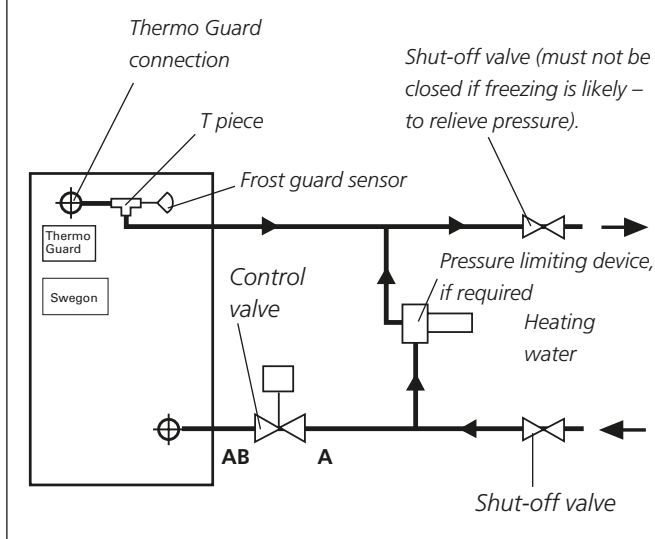 Thermo Guard
connection
Shut-off valve (must not be
closed if freezing is likely –
to relieve pressure).
T piece
Frost guard sensor
Thermo
Guard
Swegon
Control
valve
Pressure limiting device,
if required
Heating
water
AB
A
Shut-off valve